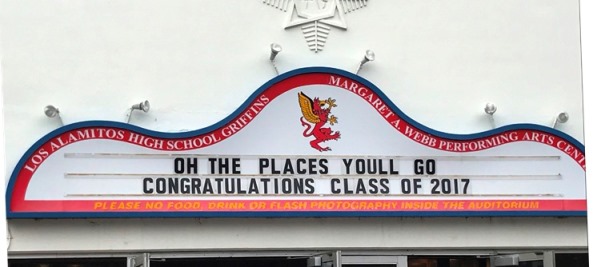 LOS ALAMITOS HIGH SCHOOL GRIFFINS
MARGARET A. WEBB PERFORMING ARTS CENTE
OH THE PLACES YOULL GO
CONGRATULATIONS CLASS OF 2017
PLEASE NO FOOD, DRINK OR FLASH PHOTOGRAPHY INSIDE THE AUDITORIUM